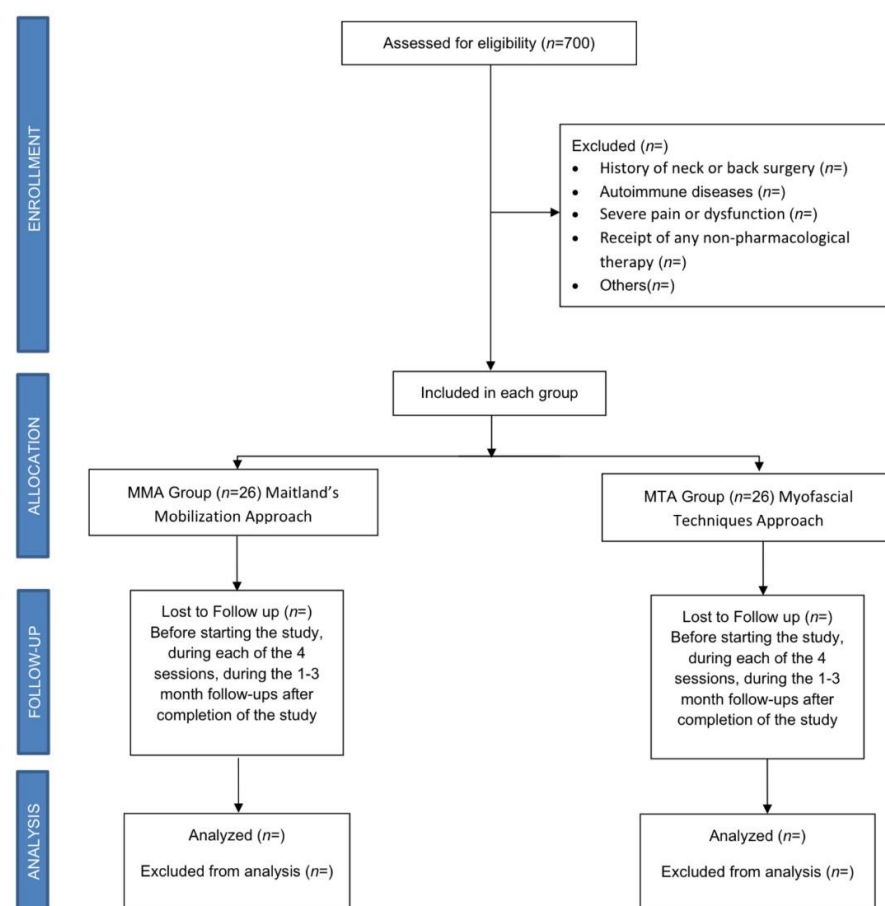 ENROLLMENT
Assessed for eligibility (n=700)
Excluded (n=)
• History of neck or back surgery (n=)
• Autoimmune diseases (n=)
• Severe pain or dysfunction (n=)
• Receipt of any non-pharmacological
therapy (n=)
• Others(n=)
ALLOCATION
Included in each group
MMA Group (n=26) Maitland's
Mobilization Approach
MTA Group (n=26) Myofascial
Techniques Approach
FOLLOW-UP
Lost to Follow up (n=)
Before starting the study,
during each of the 4
sessions, during the 1-3
month follow-ups after
completion of the study
Lost to Follow up (n=)
Before starting the study,
during each of the 4
sessions, during the 1-3
month follow-ups after
completion of the study
ANALYSIS
Analyzed (n=)
Excluded from analysis (n=)
Analyzed (n=)
Excluded from analysis (n=)